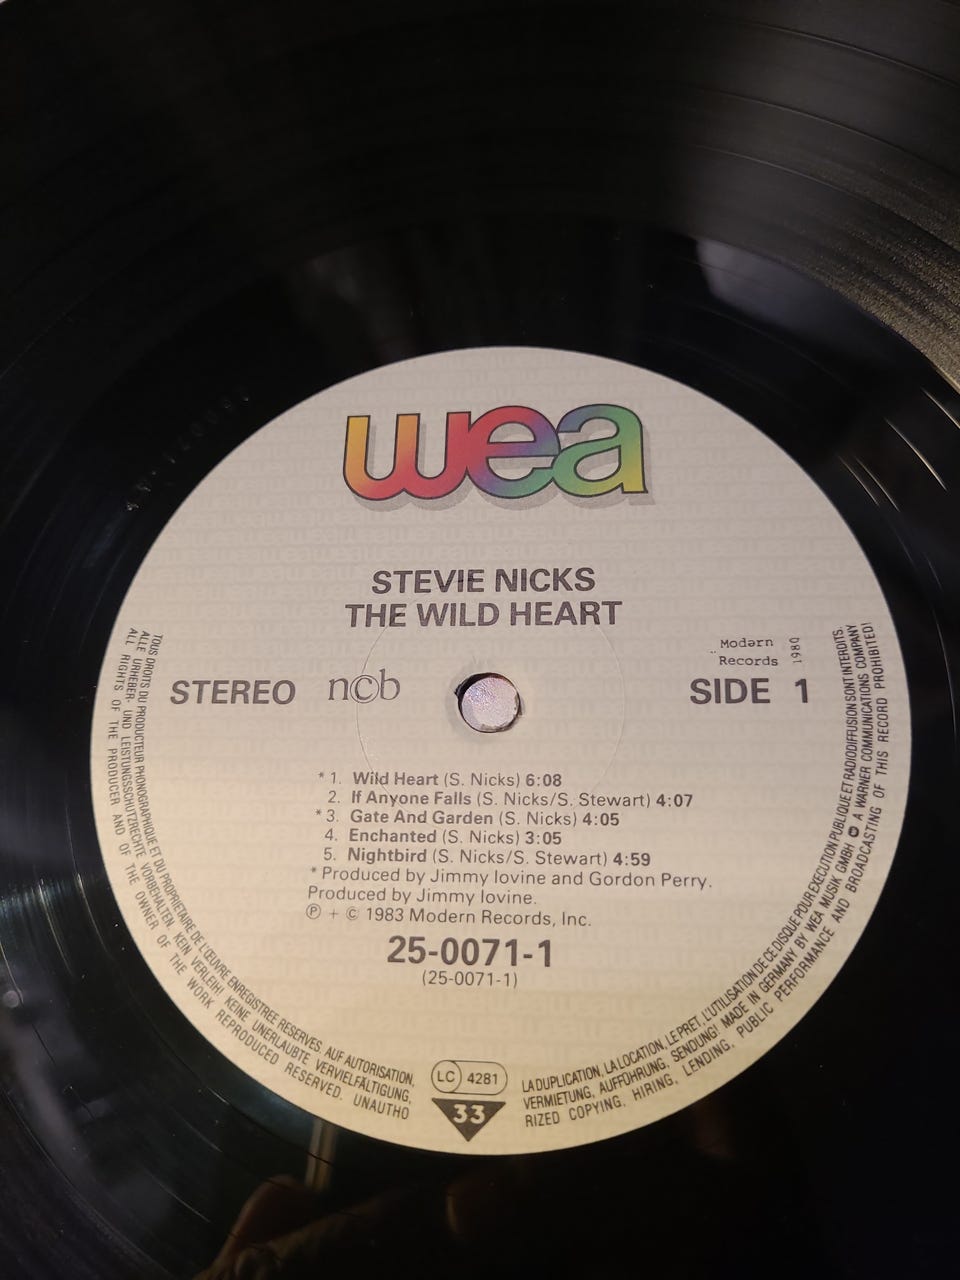 wea
STEVIE NICKS
THE WILD HEART
Modern
Records
1980
STEREO
n©b
SIDE 1
* 1. Wild Heart (S. Nicks) 6:08
2. If Anyone Falls (S. Nicks/S. Stewart) 4:07
* 3. Gate And Garden (S. Nicks) 4:05
4. Enchanted (S. Nicks) 3:05
5. Nightbird (S. Nicks/S. Stewart) 4:59
* Produced by Jimmy Iovine and Gordon Perry.
Produced by Jimmy Iovine.
℗ + © 1983 Modern Records, Inc.
25-0071-1
(25-0071-1)
LC 4281
33
TOUS DROITS DU PRODUCTEUR PHONOGRAPHIQUE ET DU PROPRIETAIRE DE L'ŒUVRE ENREGISTREE RESERVES. AUF AUTORISATION,
LA DUPLICATION, LA LOCATION, LE PRET, L'UTILISATION DE CE DISQUE POUR EXECUTION PUBLIQUE ET RADIODIFFUSION SONT INTERDITS.
ALLE URHEBER- UND LEISTUNGSSCHUTZRECHTE VORBEHALTEN. KEIN VERLEIH! KEINE UNERLAUBTE VERVIELFÄLTIGUNG,
VERMIETUNG, AUFFÜHRUNG, SENDUNG! MADE IN GERMANY BY WEA MUSIK GMBH A WARNER COMMUNICATIONS COMPANY
ALL RIGHTS OF THE PRODUCER AND OF THE OWNER OF THE WORK REPRODUCED RESERVED. UNAUTHO
RIZED COPYING, HIRING, LENDING, PUBLIC PERFORMANCE AND BROADCASTING OF THIS RECORD PROHIBITED!